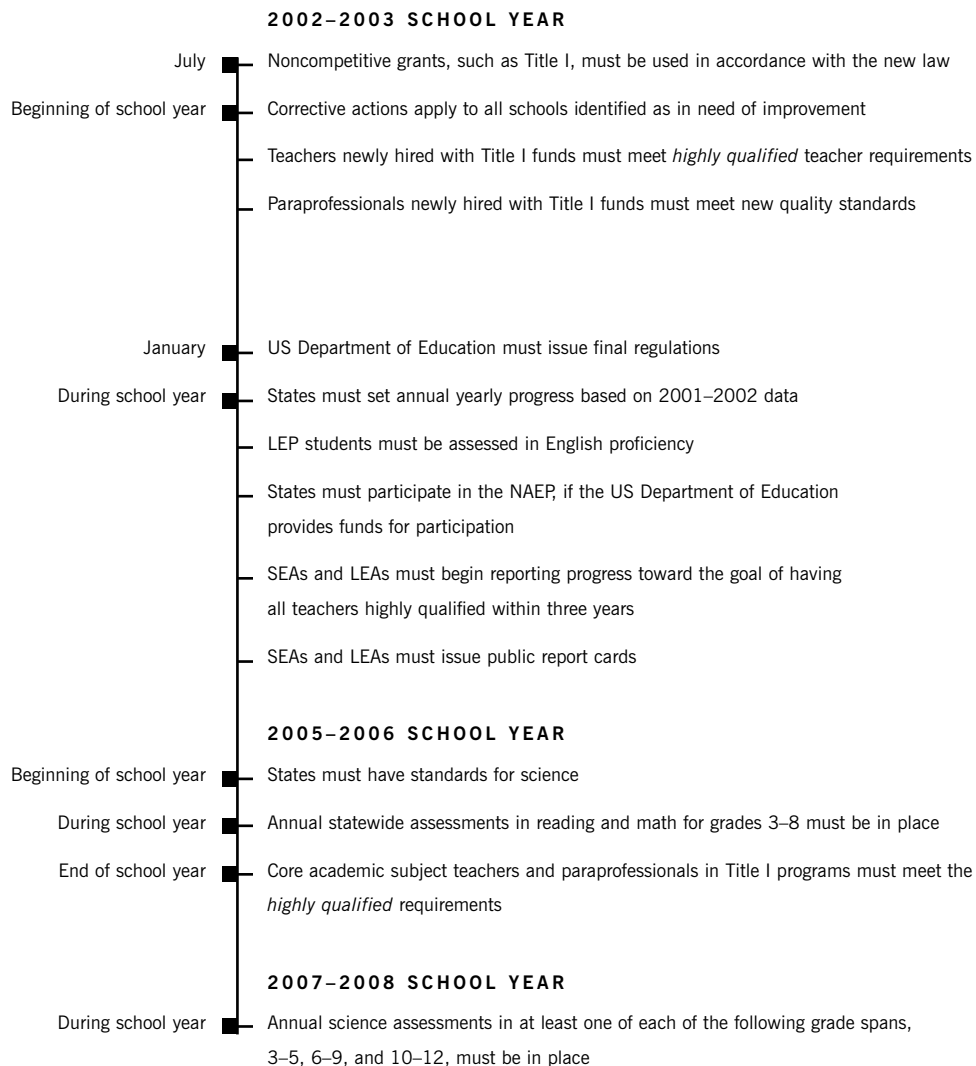 2002–2003 SCHOOL YEAR
July Noncompetitive grants, such as Title I, must be used in accordance with the new law
Beginning of school year Corrective actions apply to all schools identified as in need of improvement
Teachers newly hired with Title I funds must meet highly qualified teacher requirements
Paraprofessionals newly hired with Title I funds must meet new quality standards
January US Department of Education must issue final regulations
During school year States must set annual yearly progress based on 2001–2002 data
LEP students must be assessed in English proficiency
States must participate in the NAEP, if the US Department of Education
provides funds for participation
SEAs and LEAs must begin reporting progress toward the goal of having
all teachers highly qualified within three years
SEAs and LEAs must issue public report cards
2005–2006 SCHOOL YEAR
Beginning of school year States must have standards for science
During school year Annual statewide assessments in reading and math for grades 3–8 must be in place
End of school year Core academic subject teachers and paraprofessionals in Title I programs must meet the
highly qualified requirements
2007–2008 SCHOOL YEAR
During school year Annual science assessments in at least one of each of the following grade spans,
3–5, 6–9, and 10–12, must be in place